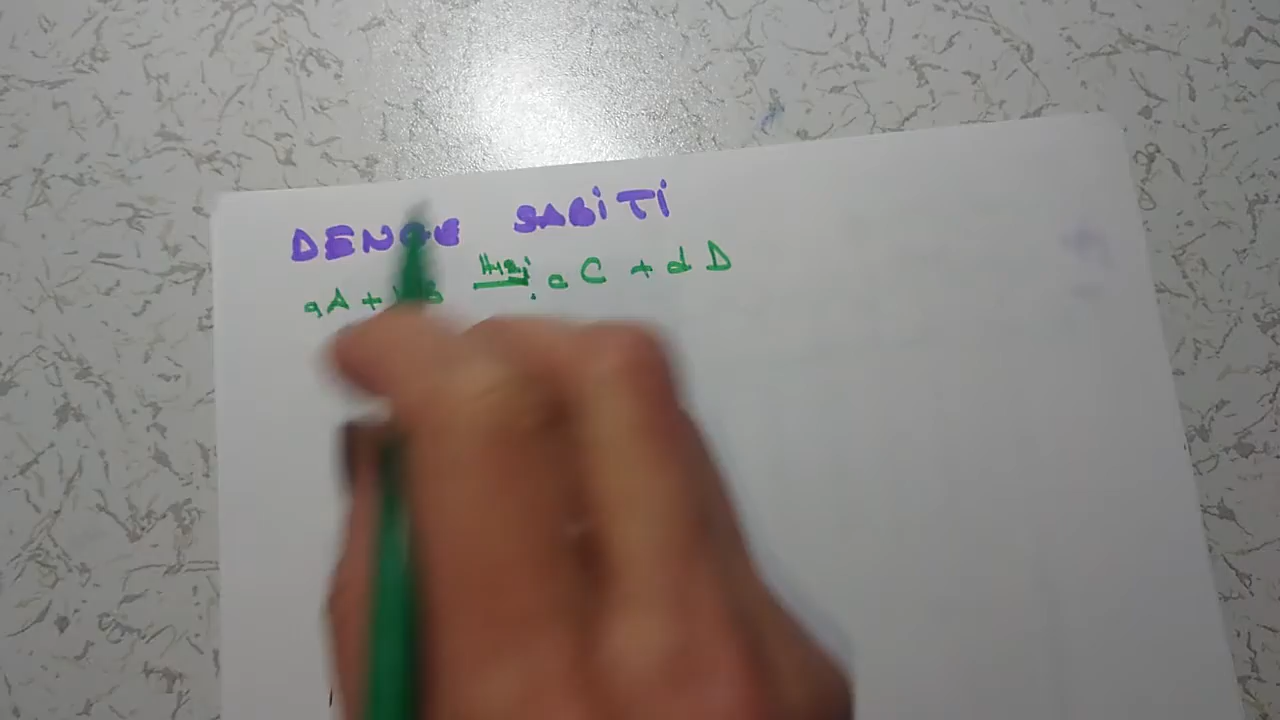 DENGE SABİTİ
aA + B cC + dD